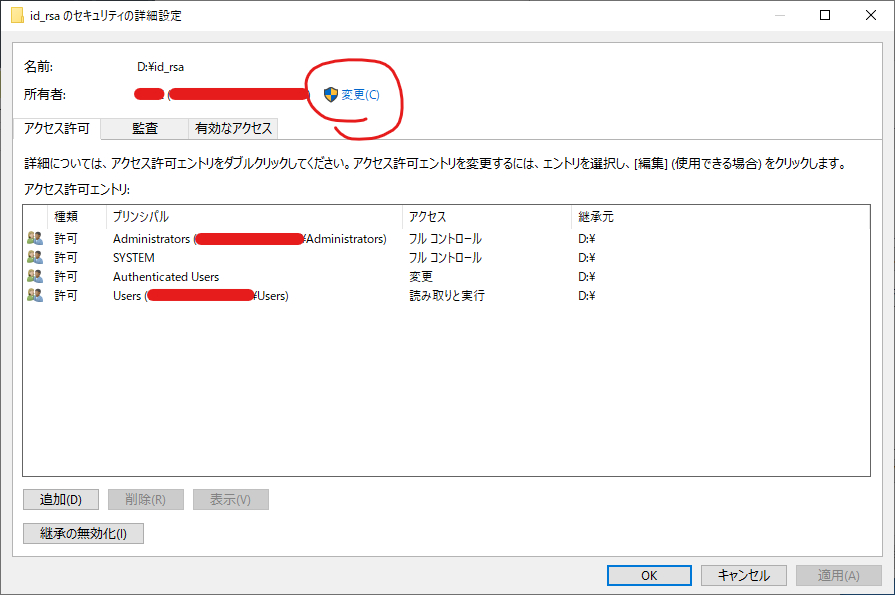 id_rsa のセキュリティの詳細設定
名前: D:¥id_rsa
所有者: ( 変更(C)
アクセス許可 監査 有効なアクセス
詳細については、アクセス許可エントリをダブルクリックしてください。アクセス許可エントリを変更するには、エントリを選択し、[編集] (使用できる場合) をクリックします。
アクセス許可エントリ:
種類 プリンシパル アクセス 継承元
許可 Administrators ( ¥Administrators) フル コントロール D:¥
許可 SYSTEM フル コントロール D:¥
許可 Authenticated Users 変更 D:¥
許可 Users ( ¥Users) 読み取りと実行 D:¥
追加(D) 削除(R) 表示(V)
継承の無効化(I)
OK キャンセル 適用(A)